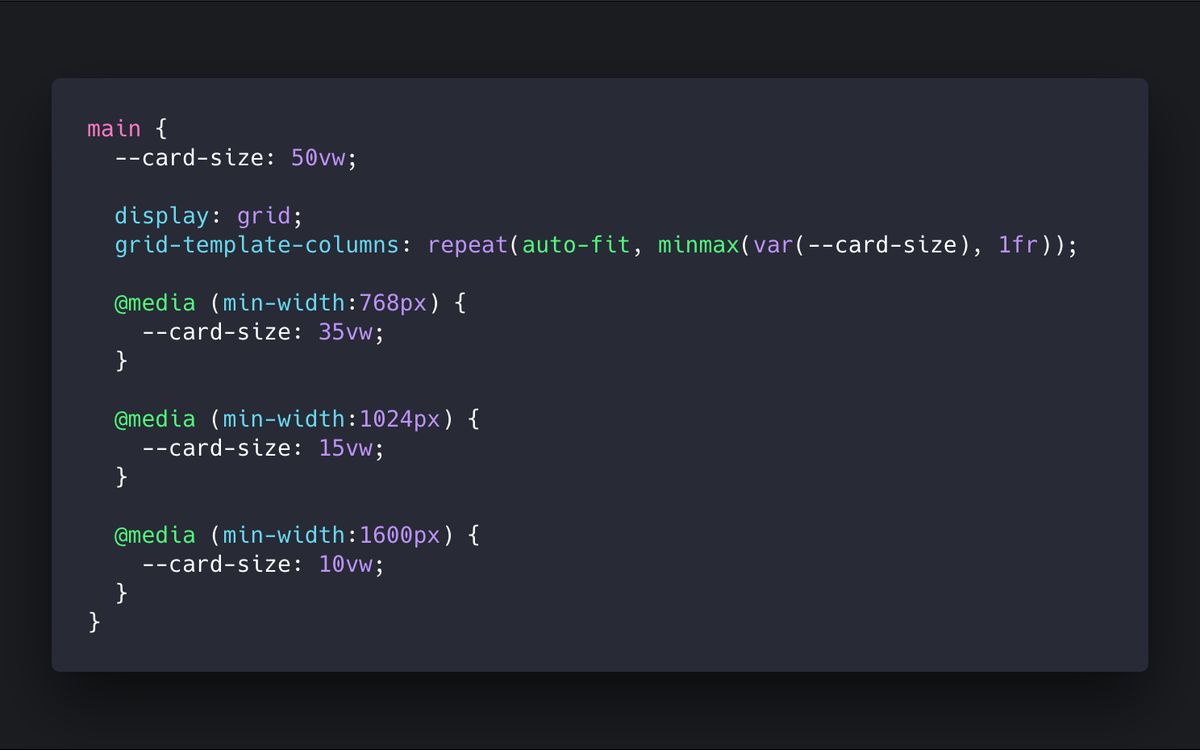 main {
  --card-size: 50vw;

  display: grid;
  grid-template-columns: repeat(auto-fit, minmax(var(--card-size), 1fr));

  @media (min-width:768px) {
    --card-size: 35vw;
  }

  @media (min-width:1024px) {
    --card-size: 15vw;
  }

  @media (min-width:1600px) {
    --card-size: 10vw;
  }
}